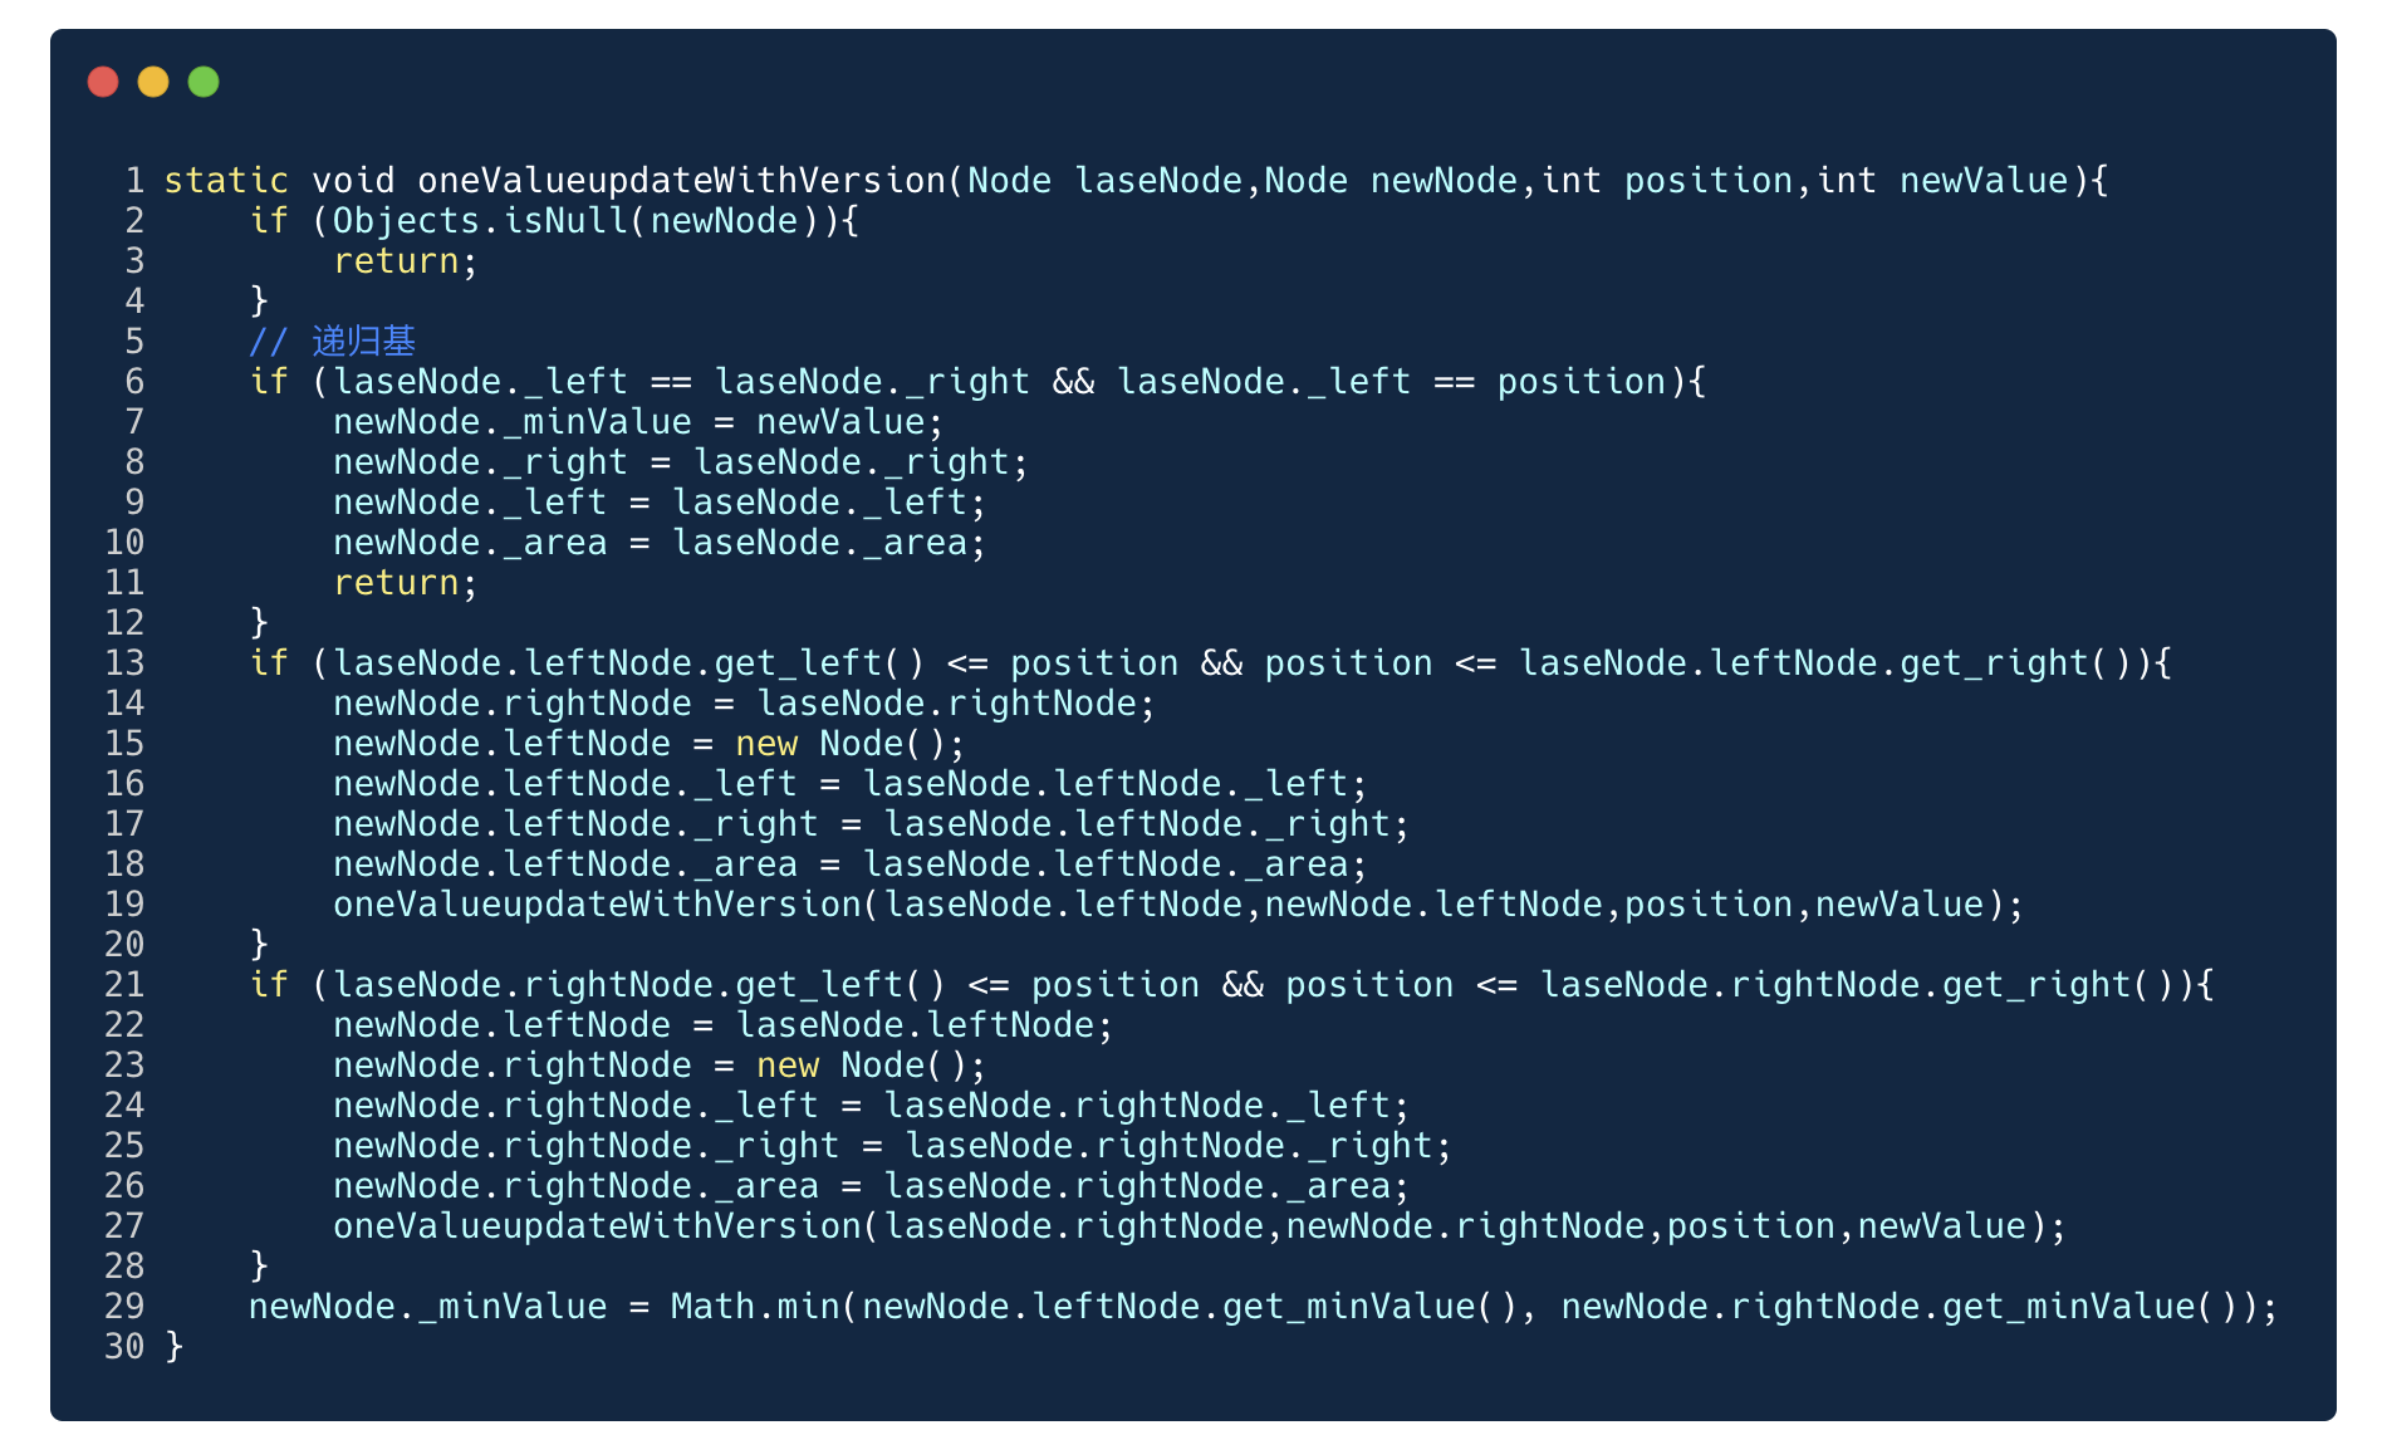 1 static void oneValueupdateWithVersion(Node laseNode,Node newNode,int position,int newValue){
2     if (Objects.isNull(newNode)){
3         return;
4     }
5     // 递归基
6     if (laseNode._left == laseNode._right && laseNode._left == position){
7         newNode._minValue = newValue;
8         newNode._right = laseNode._right;
9         newNode._left = laseNode._left;
10         newNode._area = laseNode._area;
11         return;
12     }
13     if (laseNode.leftNode.get_left() <= position && position <= laseNode.leftNode.get_right()){
14         newNode.rightNode = laseNode.rightNode;
15         newNode.leftNode = new Node();
16         newNode.leftNode._left = laseNode.leftNode._left;
17         newNode.leftNode._right = laseNode.leftNode._right;
18         newNode.leftNode._area = laseNode.leftNode._area;
19         oneValueupdateWithVersion(laseNode.leftNode,newNode.leftNode,position,newValue);
20     }
21     if (laseNode.rightNode.get_left() <= position && position <= laseNode.rightNode.get_right()){
22         newNode.leftNode = laseNode.leftNode;
23         newNode.rightNode = new Node();
24         newNode.rightNode._left = laseNode.rightNode._left;
25         newNode.rightNode._right = laseNode.rightNode._right;
26         newNode.rightNode._area = laseNode.rightNode._area;
27         oneValueupdateWithVersion(laseNode.rightNode,newNode.rightNode,position,newValue);
28     }
29     newNode._minValue = Math.min(newNode.leftNode.get_minValue(), newNode.rightNode.get_minValue());
30 }